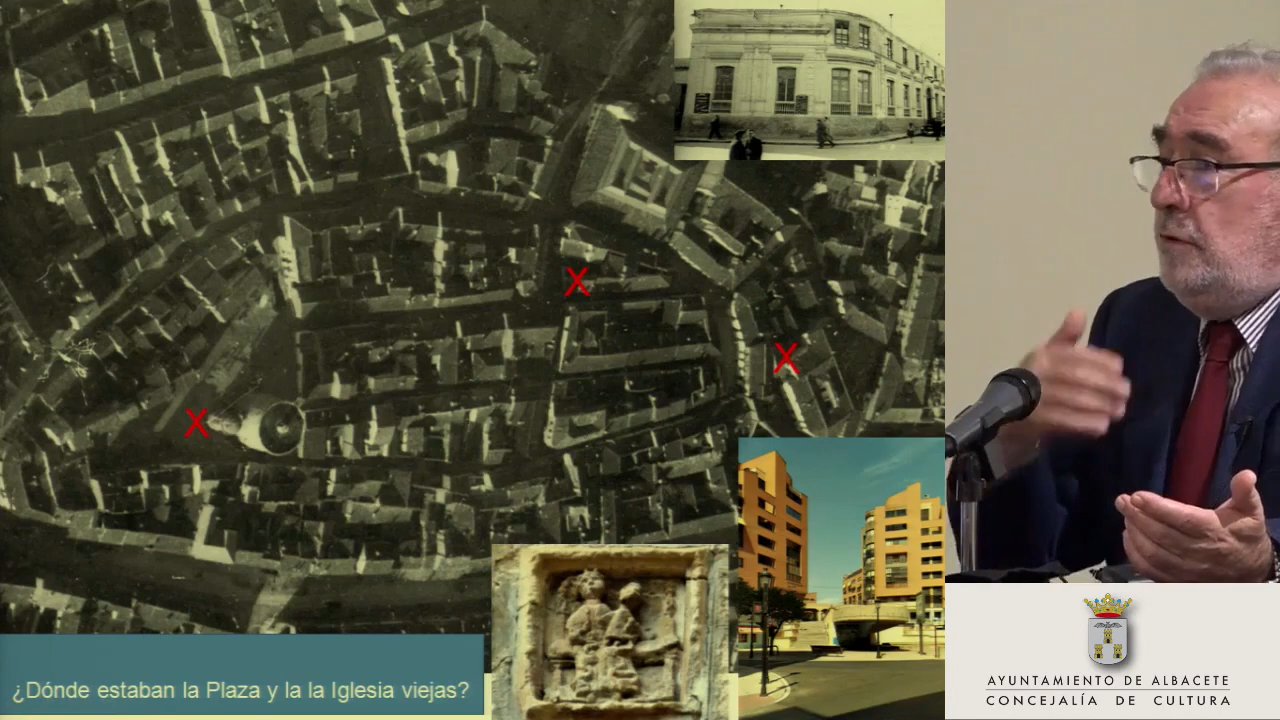 X
X
X
¿Dónde estaban la Plaza y la la Iglesia viejas?
AYUNTAMIENTO DE ALBACETE
CONCEJALÍA DE CULTURA